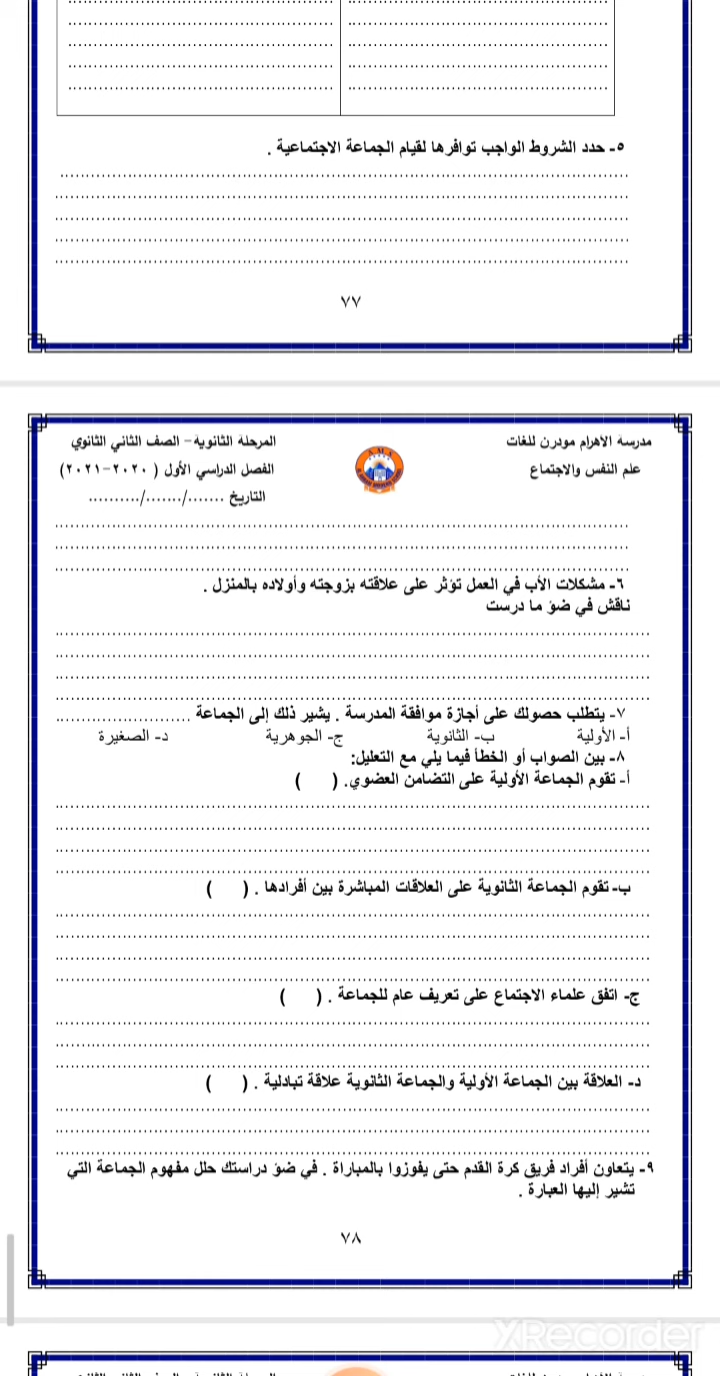 ٥- حدد الشروط الواجب توافرها لقيام الجماعة الاجتماعية .
٧٧
مدرسة الأهرام مودرن للغات
المرحلة الثانوية – الصف الثاني الثانوي
علم النفس والاجتماع
الفصل الدراسي الأول ( ٢٠٢٠-٢٠٢١)
التاريخ ......./......./..........
٦- مشكلات الأب في العمل تؤثر على علاقته بزوجته وأولاده بالمنزل .
ناقش في ضؤ ما درست
٧- يتطلب حصولك على أجازة موافقة المدرسة . يشير ذلك إلى الجماعة ......................
أ- الأولية ب- الثانوية ج- الجوهرية د- الصغيرة
٨- بين الصواب أو الخطأ فيما يلي مع التعليل:
أ- تقوم الجماعة الأولية على التضامن العضوي. ( )
ب- تقوم الجماعة الثانوية على العلاقات المباشرة بين أفرادها . ( )
ج- اتفق علماء الاجتماع على تعريف عام للجماعة . ( )
د- العلاقة بين الجماعة الأولية والجماعة الثانوية علاقة تبادلية . ( )
٩- يتعاون أفراد فريق كرة القدم حتى يفوزوا بالمباراة . في ضؤ دراستك حلل مفهوم الجماعة التي
تشير إليها العبارة .
٧٨
XRecorder